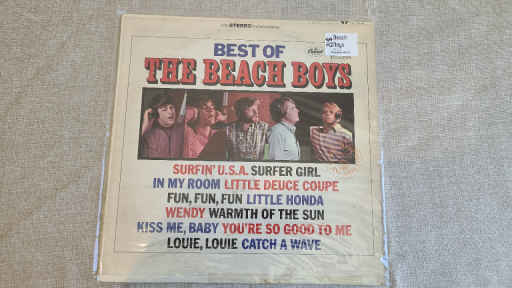 STEREO
BEST OF
THE BEACH BOYS
SURFIN' U.S.A. SURFER GIRL
IN MY ROOM LITTLE DEUCE COUPE
FUN, FUN, FUN LITTLE HONDA
WENDY WARMTH OF THE SUN
KISS ME, BABY YOU'RE SO GOOD TO ME
LOUIE, LOUIE CATCH A WAVE